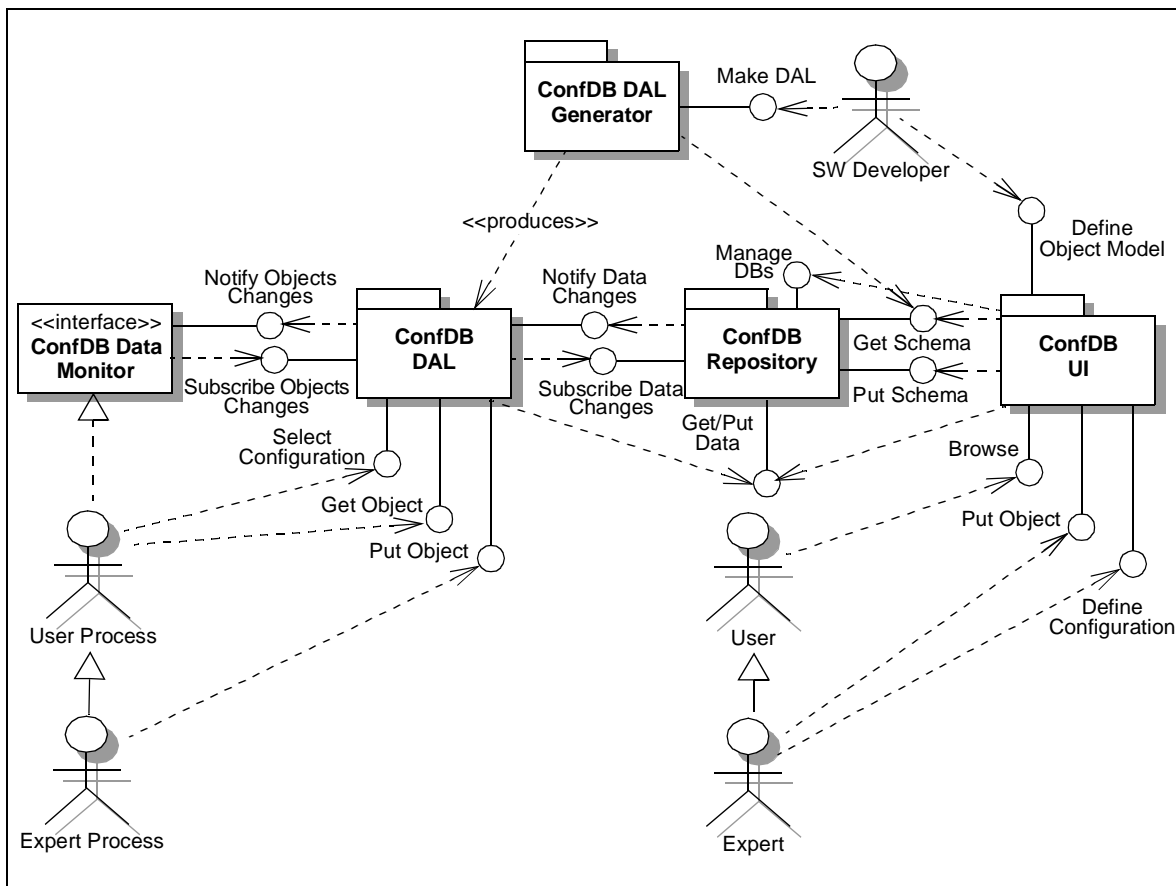 ConfDB DAL
Generator
Make DAL
SW Developer
<<produces>>
Define
Object Model
Manage
DBs
Notify Objects
Changes
Notify Data
Changes
<<interface>>
ConfDB Data
Monitor
ConfDB
DAL
ConfDB
Repository
Get Schema
ConfDB
UI
Subscribe Objects
Changes
Subscribe Data
Changes
Put Schema
Get/Put
Data
Select
Configuration
Browse
Get Object
Put Object
Put Object
Define
Configuration
User Process
User
Expert Process
Expert